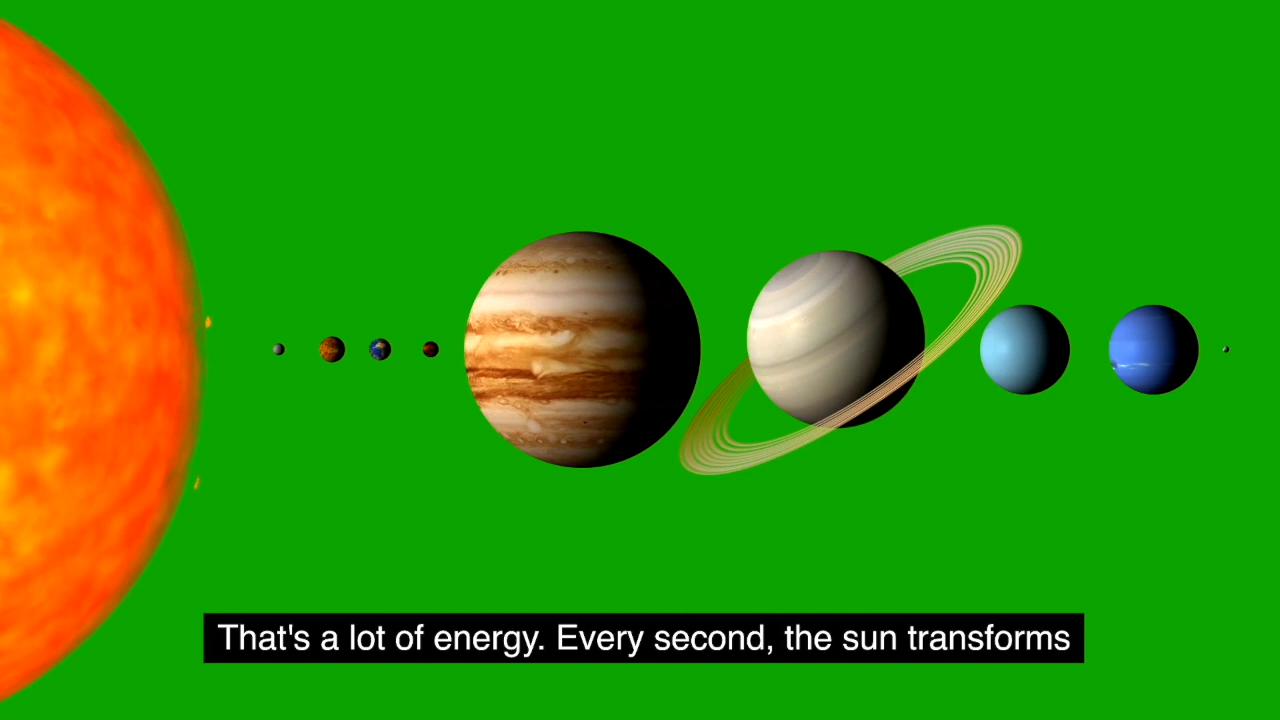 That's a lot of energy. Every second, the sun transforms